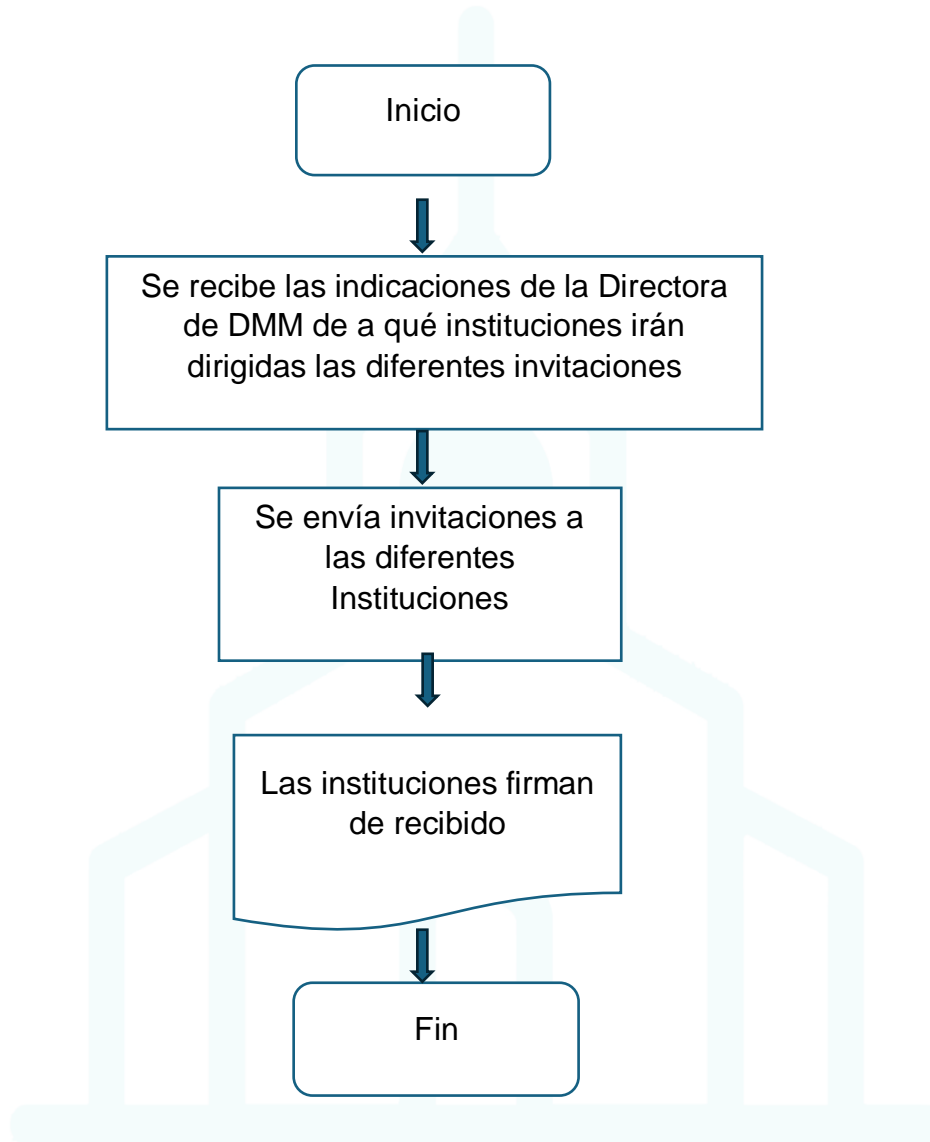 Inicio
Se recibe las indicaciones de la Directora
de DMM de a qué instituciones irán
dirigidas las diferentes invitaciones
Se envía invitaciones a
las diferentes
Instituciones
Las instituciones firman
de recibido
Fin